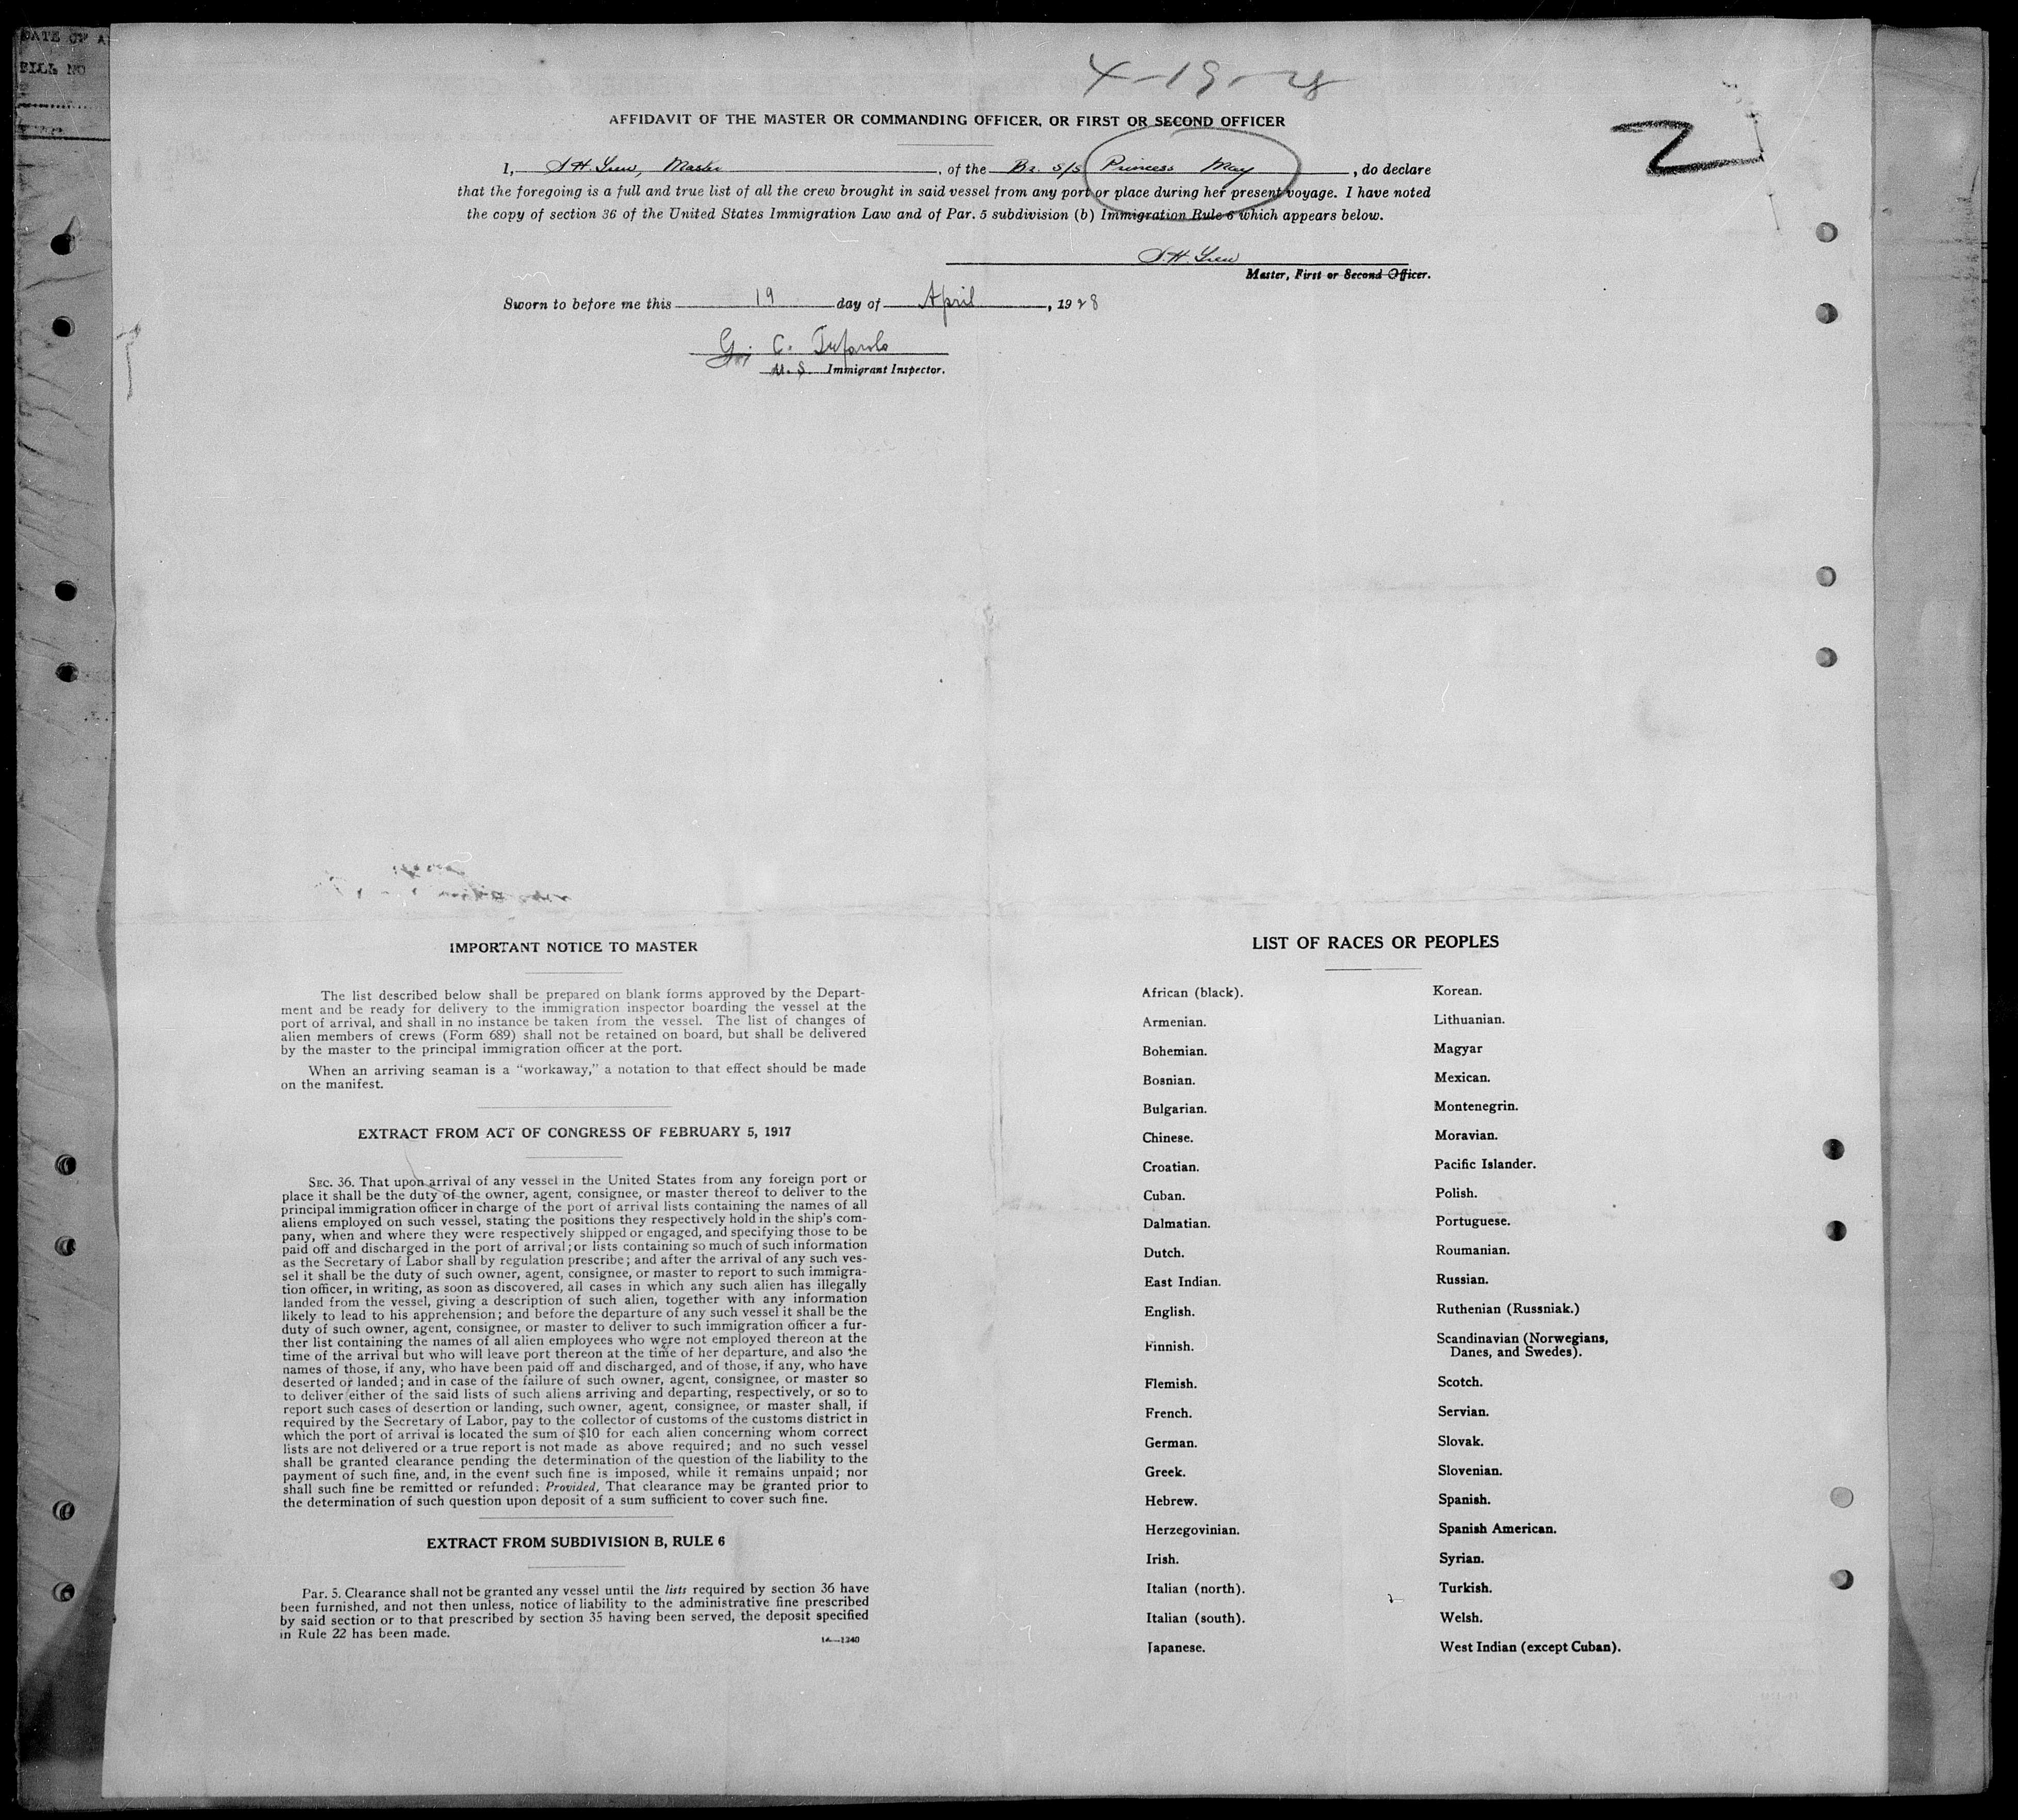 DATE OF A
BILL NO
4-19-28
2
AFFIDAVIT OF THE MASTER OR COMMANDING OFFICER, OR FIRST OR SECOND OFFICER
I, Master, of the Br. S/S Princess May, do declare
that the foregoing is a full and true list of all the crew brought in said vessel from any port or place during her present voyage. I have noted
the copy of section 36 of the United States Immigration Law and of Par. 5 subdivision (b) Immigration Rule 6 which appears below.
Master, First or Second Officer.
Sworn to before me this 19 day of April, 1928
C.
U.S. Immigrant Inspector.
IMPORTANT NOTICE TO MASTER
The list described below shall be prepared on blank forms approved by the Depart-
ment and be ready for delivery to the immigration inspector boarding the vessel at the
port of arrival, and shall in no instance be taken from the vessel. The list of changes of
alien members of crews (Form 689) shall not be retained on board, but shall be delivered
by the master to the principal immigration officer at the port.
When an arriving seaman is a "workaway," a notation to that effect should be made
on the manifest.
EXTRACT FROM ACT OF CONGRESS OF FEBRUARY 5, 1917
SEC. 36. That upon arrival of any vessel in the United States from any foreign port or
place it shall be the duty of the owner, agent, consignee, or master thereof to deliver to the
principal immigration officer in charge of the port of arrival lists containing the names of all
aliens employed on such vessel, stating the positions they respectively hold in the ship's com-
pany, when and where they were respectively shipped or engaged, and specifying those to be
paid off and discharged in the port of arrival; or lists containing so much of such information
as the Secretary of Labor shall by regulation prescribe; and after the arrival of any such ves-
sel it shall be the duty of such owner, agent, consignee, or master to report to such immigra-
tion officer, in writing, as soon as discovered, all cases in which any such alien has illegally
landed from the vessel, giving a description of such alien, together with any information
likely to lead to his apprehension; and before the departure of any such vessel it shall be the
duty of such owner, agent, consignee, or master to deliver to such immigration officer a fur-
ther list containing the names of all alien employees who were not employed thereon at the
time of the arrival but who will leave port thereon at the time of her departure, and also the
names of those, if any, who have been paid off and discharged, and of those, if any, who have
deserted or landed; and in case of the failure of such owner, agent, consignee, or master so
to deliver either of the said lists of such aliens arriving and departing, respectively, or so to
report such cases of desertion or landing, such owner, agent, consignee, or master shall, if
required by the Secretary of Labor, pay to the collector of customs of the customs district in
which the port of arrival is located the sum of $10 for each alien concerning whom correct
lists are not delivered or a true report is not made as above required; and no such vessel
shall be granted clearance pending the determination of the question of the liability to the
payment of such fine, and, in the event such fine is imposed, while it remains unpaid; nor
shall such fine be remitted or refunded: Provided, That clearance may be granted prior to
the determination of such question upon deposit of a sum sufficient to cover such fine.
EXTRACT FROM SUBDIVISION B, RULE 6
Par. 5. Clearance shall not be granted any vessel until the lists required by section 36 have
been furnished, and not then unless, notice of liability to the administrative fine prescribed
by said section or to that prescribed by section 35 having been served, the deposit specified
in Rule 22 has been made.
14—1240
LIST OF RACES OR PEOPLES
African (black).
Armenian.
Bohemian.
Bosnian.
Bulgarian.
Chinese.
Croatian.
Cuban.
Dalmatian.
Dutch.
East Indian.
English.
Finnish.
Flemish.
French.
German.
Greek.
Hebrew.
Herzegovinian.
Irish.
Italian (north).
Italian (south).
Japanese.
Korean.
Lithuanian.
Magyar
Mexican.
Montenegrin.
Moravian.
Pacific Islander.
Polish.
Portuguese.
Roumanian.
Russian.
Ruthenian (Russniak.)
Scandinavian (Norwegians,
Danes, and Swedes).
Scotch.
Servian.
Slovak.
Slovenian.
Spanish.
Spanish American.
Syrian.
Turkish.
Welsh.
West Indian (except Cuban).